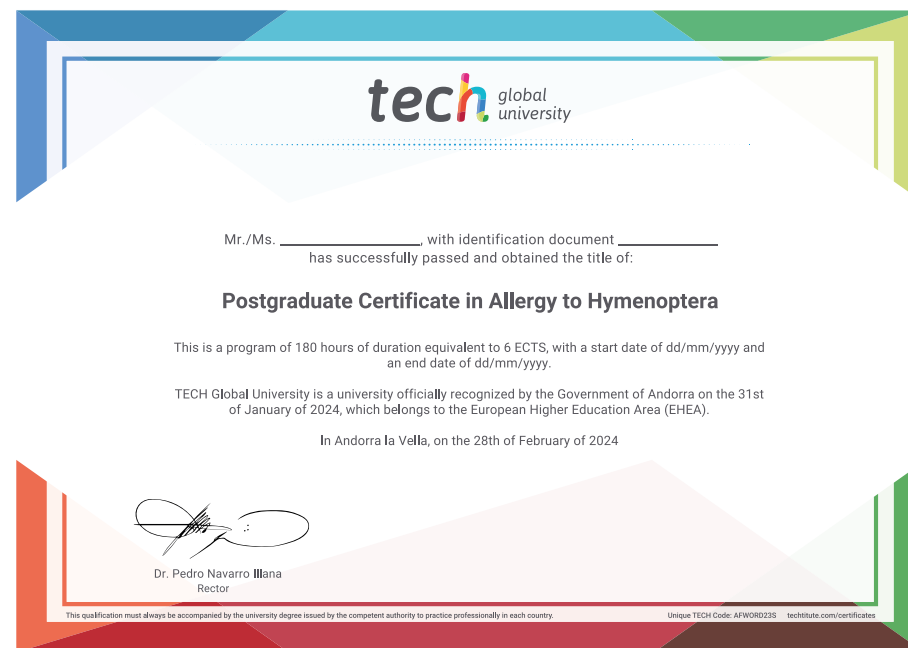 tech global university
Mr./Ms. ____________, with identification document ____________
has successfully passed and obtained the title of:
Postgraduate Certificate in Allergy to Hymenoptera
This is a program of 180 hours of duration equivalent to 6 ECTS, with a start date of dd/mm/yyyy and
an end date of dd/mm/yyyy.
TECH Global University is a university officially recognized by the Government of Andorra on the 31st
of January of 2024, which belongs to the European Higher Education Area (EHEA).
In Andorra la Vella, on the 28th of February of 2024
Dr. Pedro Navarro Illana
Rector
This qualification must always be accompanied by the university degree issued by the competent authority to practice professionally in each country.
Unique TECH Code: AFWORD23S techtitute.com/certificates